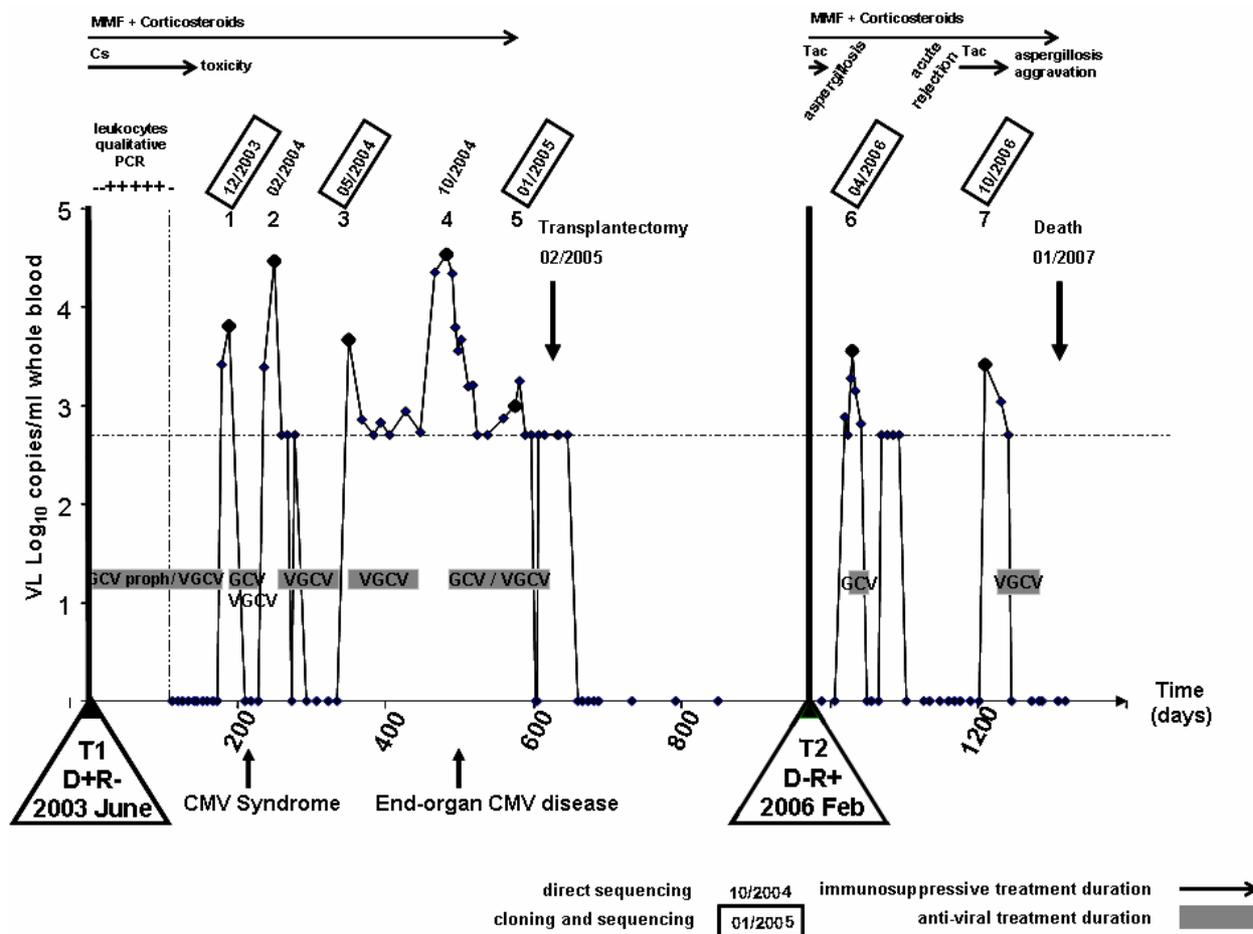 MMF + Corticosteroids
Cs
toxicity
leukocytes
qualitative
PCR
--+++++-
MMF + Corticosteroids
Tac
aspergillosis
acute
rejection
Tac
aspergillosis
aggravation
12/2003
02/2004
05/2004
10/2004
01/2005
04/2006
10/2006
1
2
3
4
5
6
7
Transplantectomy
02/2005
Death
01/2007
VL Log10 copies/ml whole blood
5
4
3
2
1
GCV proph/VGCV
GCV
VGCV
VGCV
VGCV
GCV / VGCV
GCV
VGCV
200
400
600
800
1200
Time
(days)
T1
D+R-
2003 June
CMV Syndrome
End-organ CMV disease
T2
D-R+
2006 Feb
direct sequencing 10/2004 immunosuppressive treatment duration
cloning and sequencing 01/2005 anti-viral treatment duration